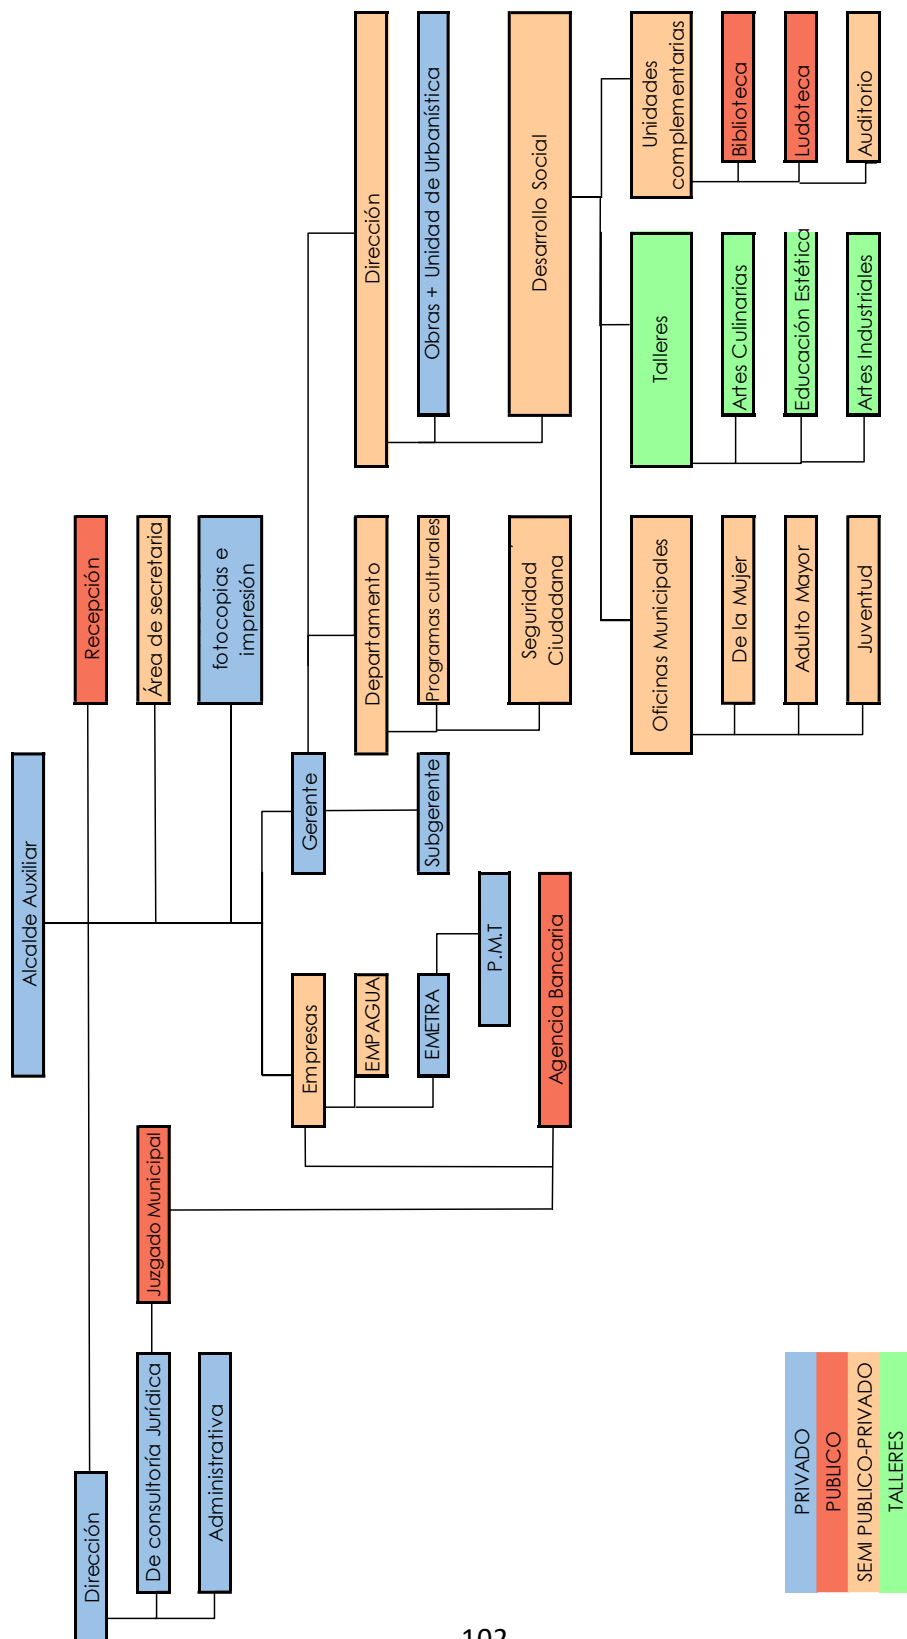 Alcalde Auxiliar
Dirección
Recepción
De consultoría Jurídica
Juzgado Municipal
Área de secretaria
Administrativa
fotocopias e
impresión
Empresas
Gerente
EMPAGUA
Departamento
Dirección
EMETRA
Subgerente
Programas culturales
Obras + Unidad de Urbanística
P.M.T
Agencia Bancaria
Seguridad
Ciudadana
Desarrollo Social
Oficinas Municipales
Talleres
Unidades
complementarias
De la Mujer
Artes Culinarias
Biblioteca
Adulto Mayor
Educación Estética
Ludoteca
Juventud
Artes Industriales
Auditorio
PRIVADO
PUBLICO
SEMI PUBLICO-PRIVADO
TALLERES
102